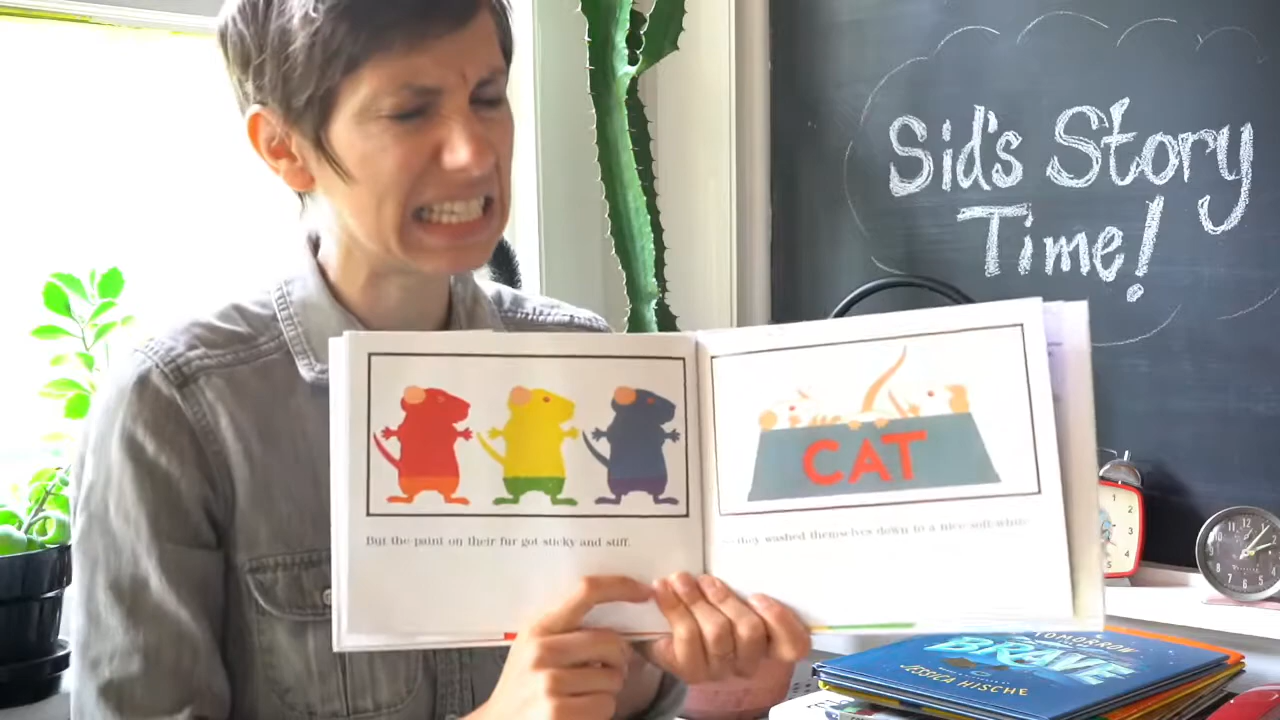 Sid's Story
Time!
CAT
But the paint on their fur got sticky and stiff.
they washed themselves down to a nice soft white
TOMORROW
BRAVE
JESSICA HISCHE